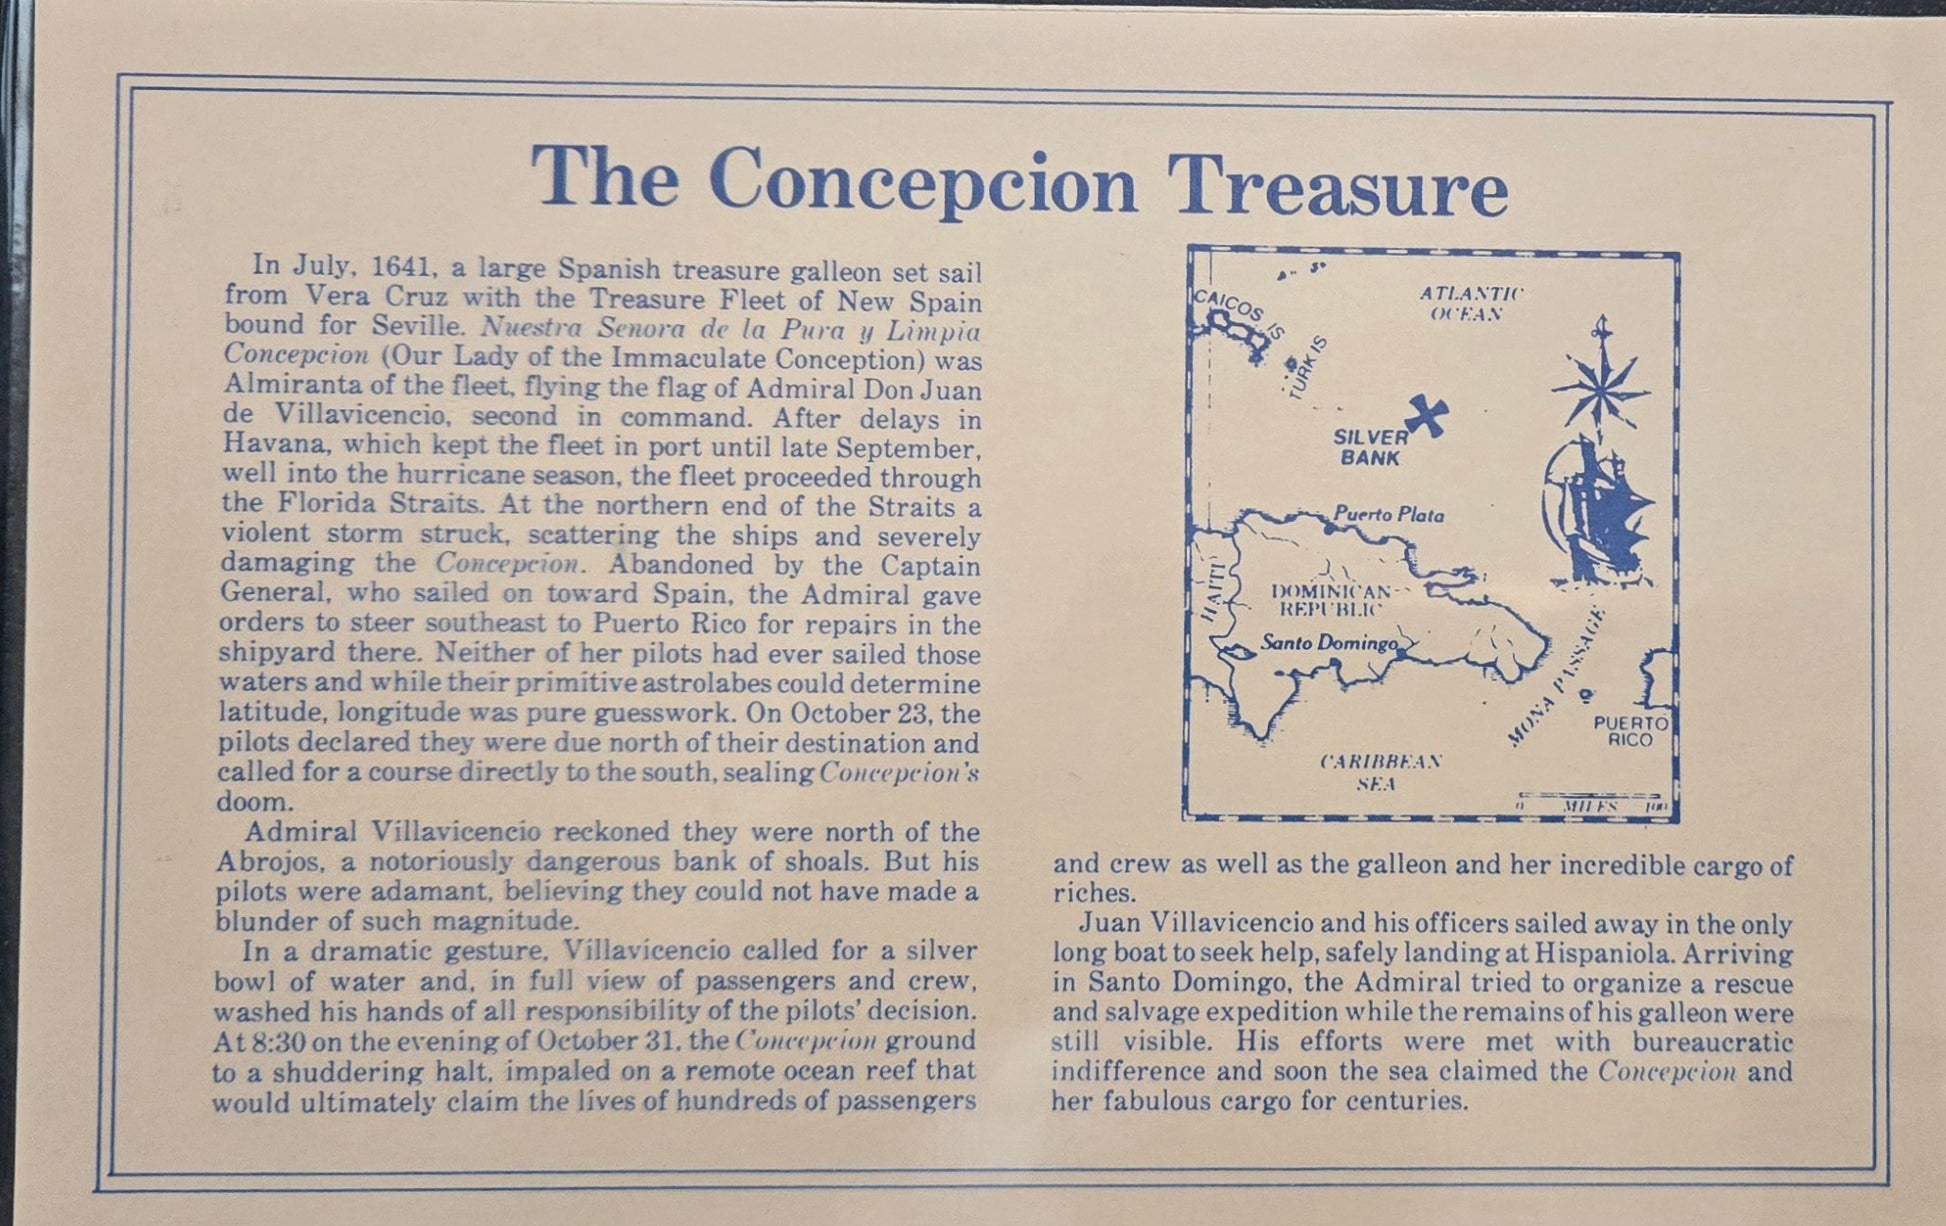 The Concepcion Treasure
In July, 1641, a large Spanish treasure galleon set sail
from Vera Cruz with the Treasure Fleet of New Spain
bound for Seville. Nuestra Senora de la Pura y Limpia
Concepcion (Our Lady of the Immaculate Conception) was
Almiranta of the fleet, flying the flag of Admiral Don Juan
de Villavicencio, second in command. After delays in
Havana, which kept the fleet in port until late September,
well into the hurricane season, the fleet proceeded through
the Florida Straits. At the northern end of the Straits a
violent storm struck, scattering the ships and severely
damaging the Concepcion. Abandoned by the Captain
General, who sailed on toward Spain, the Admiral gave
orders to steer southeast to Puerto Rico for repairs in the
shipyard there. Neither of her pilots had ever sailed those
waters and while their primitive astrolabes could determine
latitude, longitude was pure guesswork. On October 23, the
pilots declared they were due north of their destination and
called for a course directly to the south, sealing Concepcion's
doom.
Admiral Villavicencio reckoned they were north of the
Abrojos, a notoriously dangerous bank of shoals. But his
pilots were adamant, believing they could not have made a
blunder of such magnitude.
In a dramatic gesture, Villavicencio called for a silver
bowl of water and, in full view of passengers and crew,
washed his hands of all responsibility of the pilots' decision.
At 8:30 on the evening of October 31, the Concepcion ground
to a shuddering halt, impaled on a remote ocean reef that
would ultimately claim the lives of hundreds of passengers
CAICOS IS
TURK IS
ATLANTIC
OCEAN
SILVER
BANK
Puerto Plata
HAITI
DOMINICAN
REPUBLIC
Santo Domingo
MONA PASSAGE
PUERTO
RICO
CARIBBEAN
SEA
0 MILES 100
and crew as well as the galleon and her incredible cargo of
riches.
Juan Villavicencio and his officers sailed away in the only
long boat to seek help, safely landing at Hispaniola. Arriving
in Santo Domingo, the Admiral tried to organize a rescue
and salvage expedition while the remains of his galleon were
still visible. His efforts were met with bureaucratic
indifference and soon the sea claimed the Concepcion and
her fabulous cargo for centuries.